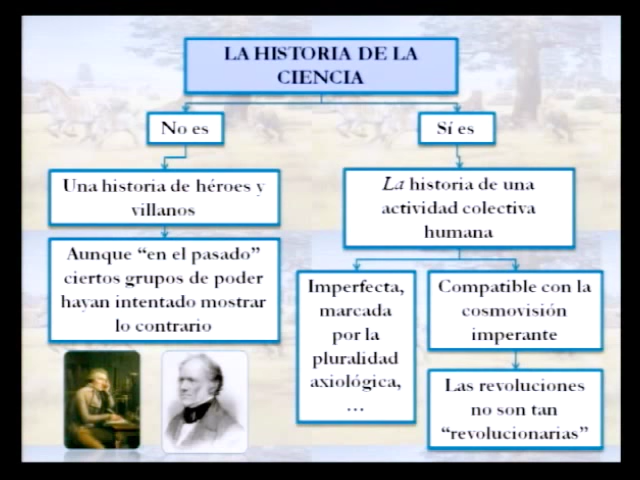 LA HISTORIA DE LA
CIENCIA
No es
Sí es
Una historia de héroes y
villanos
La historia de una
actividad colectiva
humana
Aunque “en el pasado”
ciertos grupos de poder
hayan intentado mostrar
lo contrario
Imperfecta,
marcada
por la
pluralidad
axiológica,
…
Compatible con la
cosmovisión
imperante
Las revoluciones
no son tan
“revolucionarias”